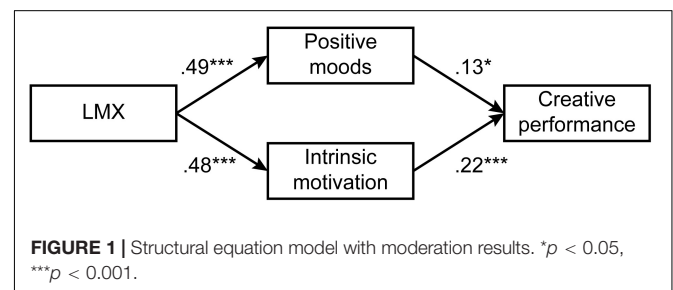 Positive
moods
.49***
.13*
LMX
Creative
performance
.48***
Intrinsic
motivation
.22***
FIGURE 1 | Structural equation model with moderation results. *p < 0.05,
***p < 0.001.